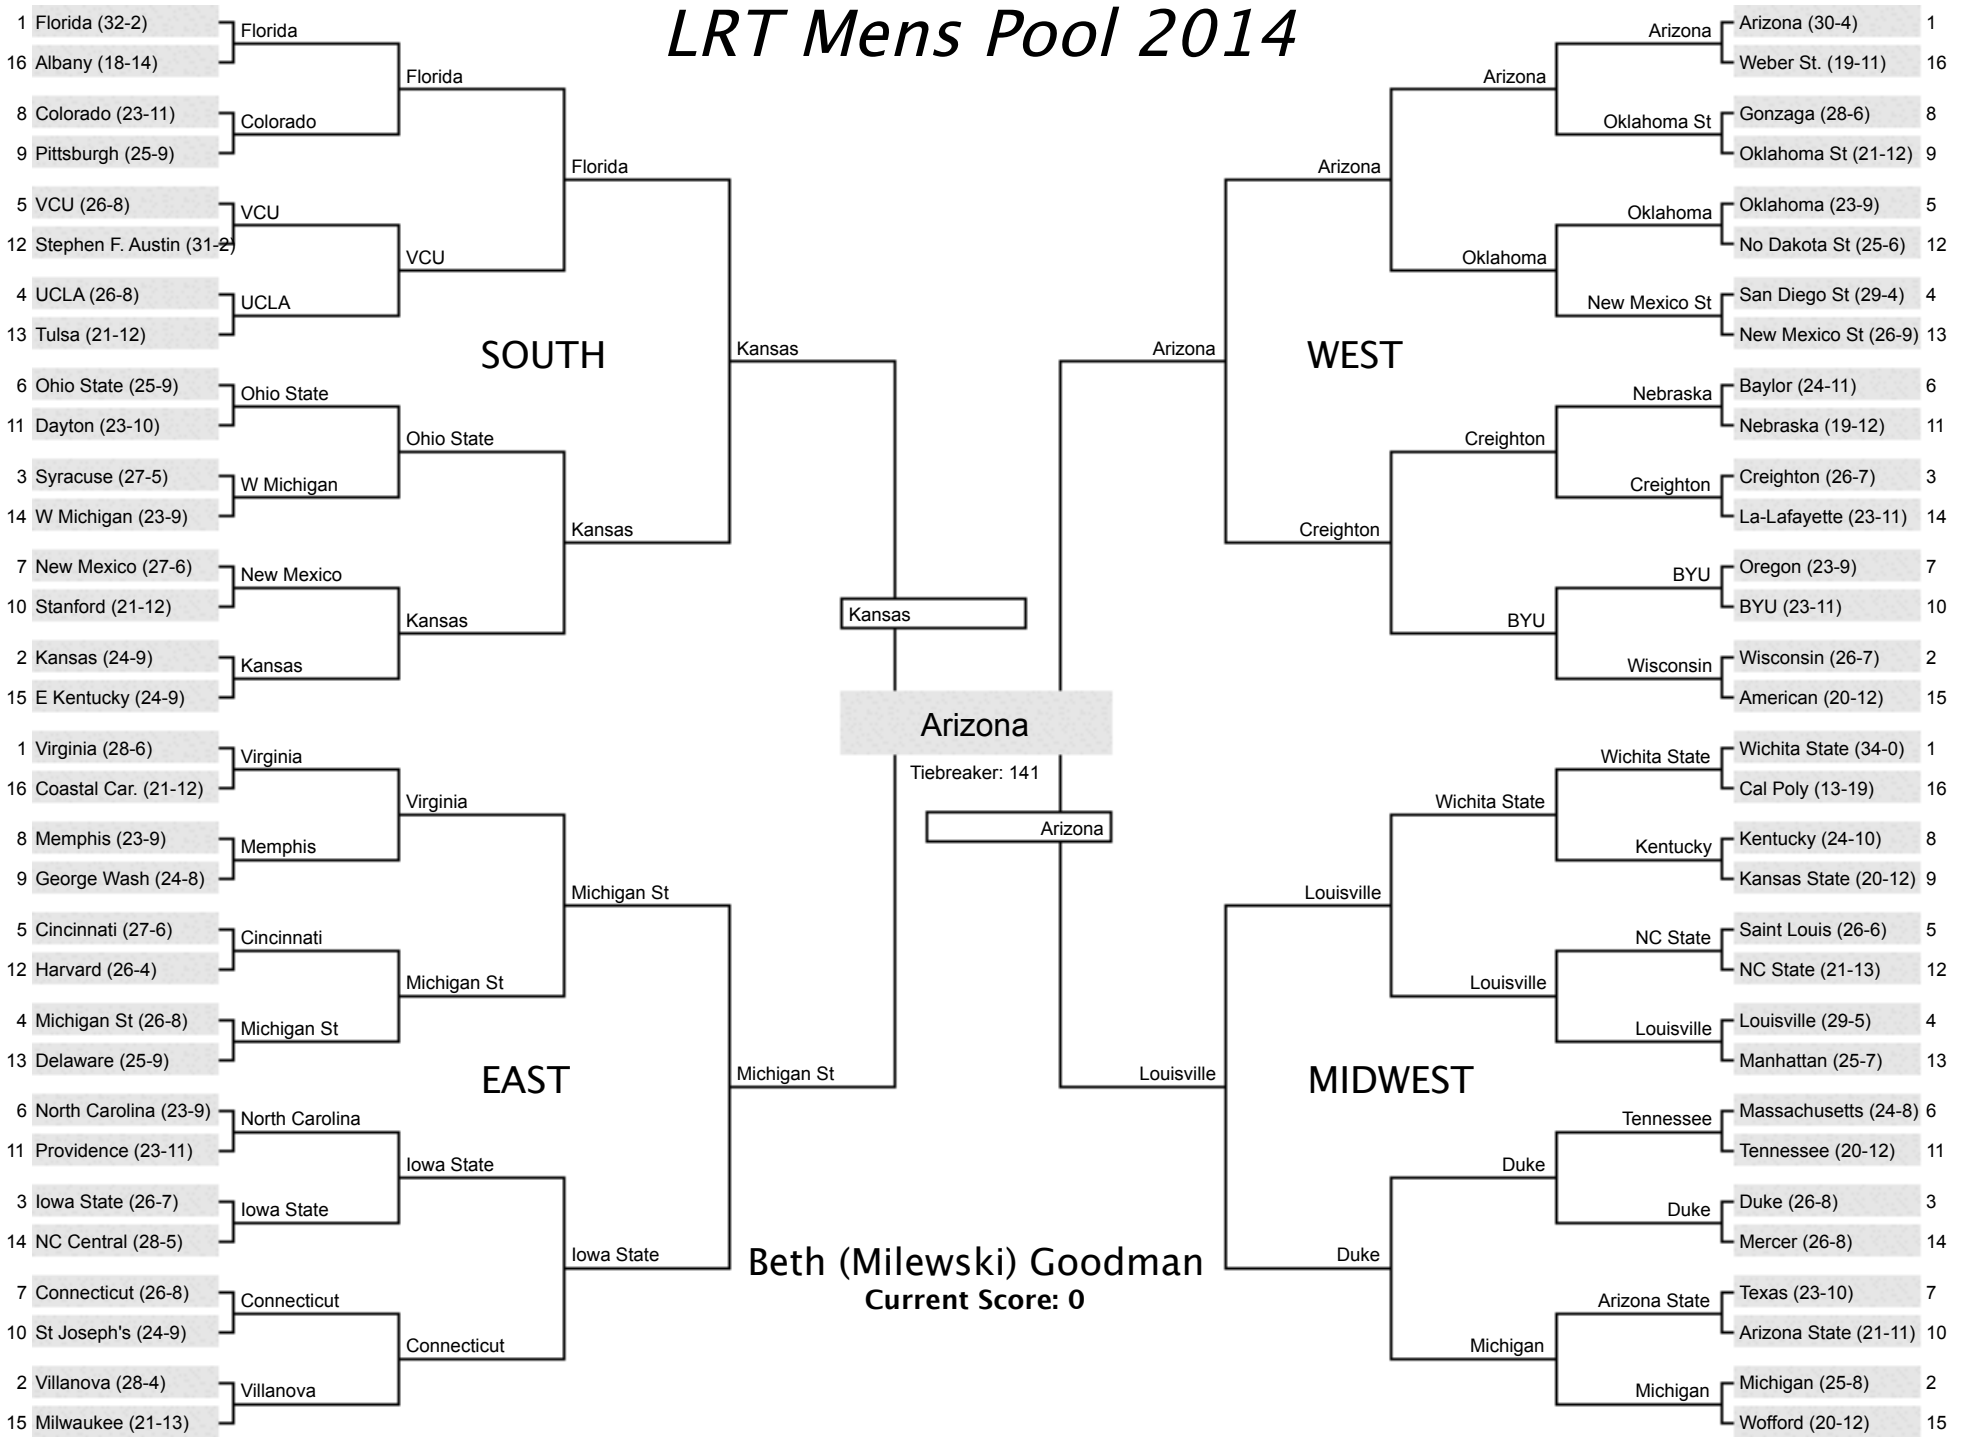 LRT Mens Pool 2014
1 Florida (32-2)
16 Albany (18-14)
8 Colorado (23-11)
9 Pittsburgh (25-9)
5 VCU (26-8)
12 Stephen F. Austin (31-2)
4 UCLA (26-8)
13 Tulsa (21-12)
6 Ohio State (25-9)
11 Dayton (23-10)
3 Syracuse (27-5)
14 W Michigan (23-9)
7 New Mexico (27-6)
10 Stanford (21-12)
2 Kansas (24-9)
15 E Kentucky (24-9)
Florida
Colorado
VCU
UCLA
Ohio State
W Michigan
New Mexico
Kansas
Florida
VCU
Ohio State
Kansas
Florida
Kansas
SOUTH
Kansas
1 Virginia (28-6)
16 Coastal Car. (21-12)
8 Memphis (23-9)
9 George Wash (24-8)
5 Cincinnati (27-6)
12 Harvard (26-4)
4 Michigan St (26-8)
13 Delaware (25-9)
6 North Carolina (23-9)
11 Providence (23-11)
3 Iowa State (26-7)
14 NC Central (28-5)
7 Connecticut (26-8)
10 St Joseph's (24-9)
2 Villanova (28-4)
15 Milwaukee (21-13)
Virginia
Memphis
Cincinnati
Michigan St
North Carolina
Iowa State
Connecticut
Villanova
Virginia
Michigan St
Iowa State
Connecticut
Michigan St
Iowa State
EAST
Michigan St
Kansas
Arizona
Tiebreaker: 141
Arizona
Beth (Milewski) Goodman
Current Score: 0
Arizona
WEST
Arizona
Creighton
Arizona
Oklahoma
Creighton
BYU
Arizona
Oklahoma St
Oklahoma
New Mexico St
Nebraska
Creighton
BYU
Wisconsin
Arizona (30-4) 1
Weber St. (19-11) 16
Gonzaga (28-6) 8
Oklahoma St (21-12) 9
Oklahoma (23-9) 5
No Dakota St (25-6) 12
San Diego St (29-4) 4
New Mexico St (26-9) 13
Baylor (24-11) 6
Nebraska (19-12) 11
Creighton (26-7) 3
La-Lafayette (23-11) 14
Oregon (23-9) 7
BYU (23-11) 10
Wisconsin (26-7) 2
American (20-12) 15
Louisville
MIDWEST
Louisville
Duke
Wichita State
Louisville
Duke
Michigan
Wichita State
Kentucky
NC State
Louisville
Tennessee
Duke
Arizona State
Michigan
Wichita State (34-0) 1
Cal Poly (13-19) 16
Kentucky (24-10) 8
Kansas State (20-12) 9
Saint Louis (26-6) 5
NC State (21-13) 12
Louisville (29-5) 4
Manhattan (25-7) 13
Massachusetts (24-8) 6
Tennessee (20-12) 11
Duke (26-8) 3
Mercer (26-8) 14
Texas (23-10) 7
Arizona State (21-11) 10
Michigan (25-8) 2
Wofford (20-12) 15